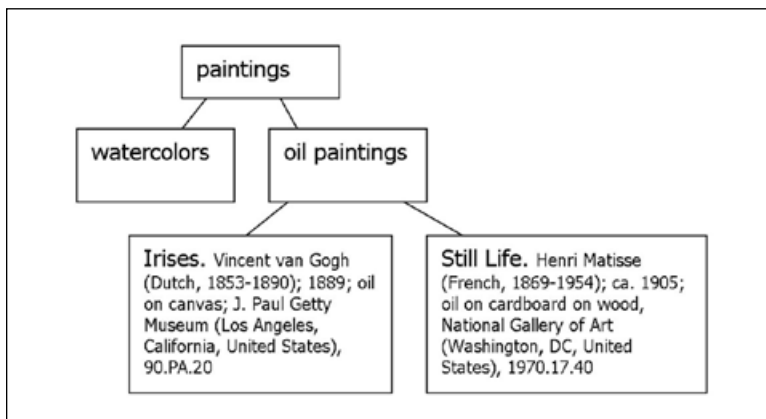 paintings
watercolors
oil paintings
Irises. Vincent van Gogh
(Dutch, 1853-1890); 1889; oil
on canvas; J. Paul Getty
Museum (Los Angeles,
California, United States),
90.PA.20
Still Life. Henri Matisse
(French, 1869-1954); ca. 1905;
oil on cardboard on wood,
National Gallery of Art
(Washington, DC, United
States), 1970.17.40